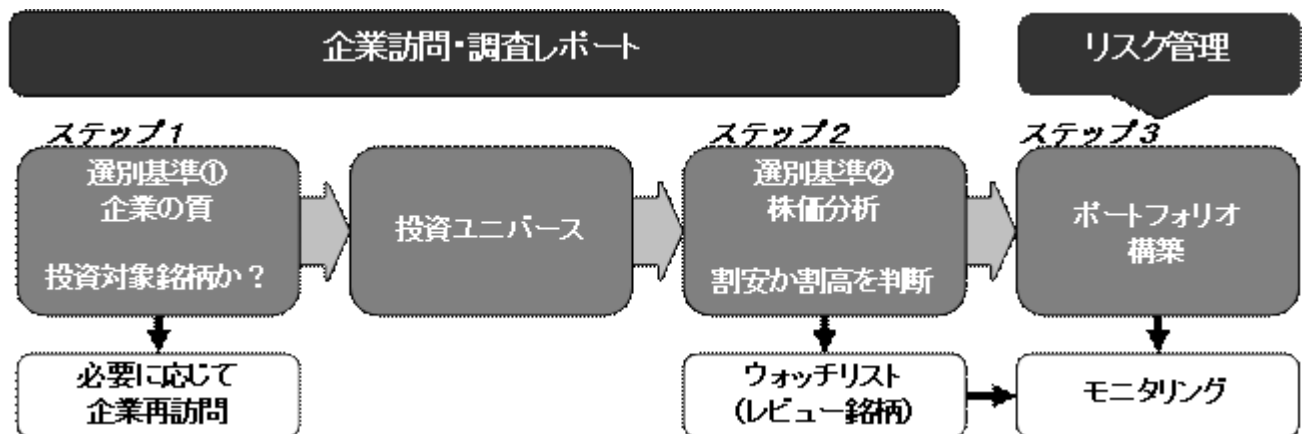 企業訪問・調査レポート
リスク管理
ステップ1
選別基準①
企業の質
投資対象銘柄か？
投資ユニバース
ステップ2
選別基準②
株価分析
割安か割高を判断
ステップ3
ポートフォリオ
構築
必要に応じて
企業再訪問
ウォッチリスト
(レビュー銘柄)
モニタリング